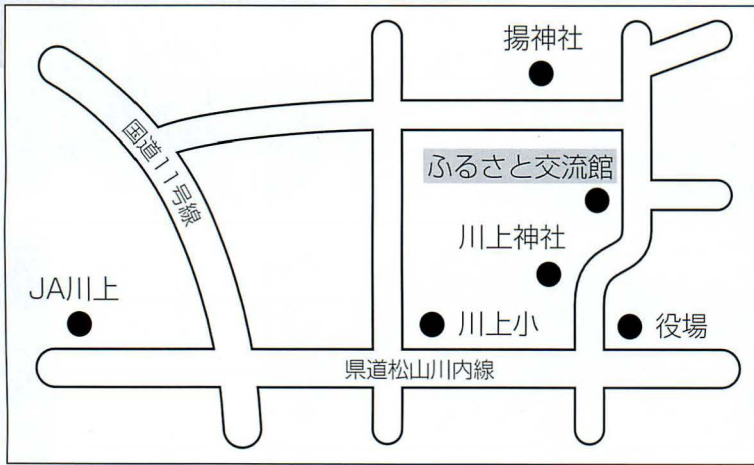 揚神社
国道11号線
ふるさと交流館
川上神社
JA川上
川上小
役場
県道松山川内線